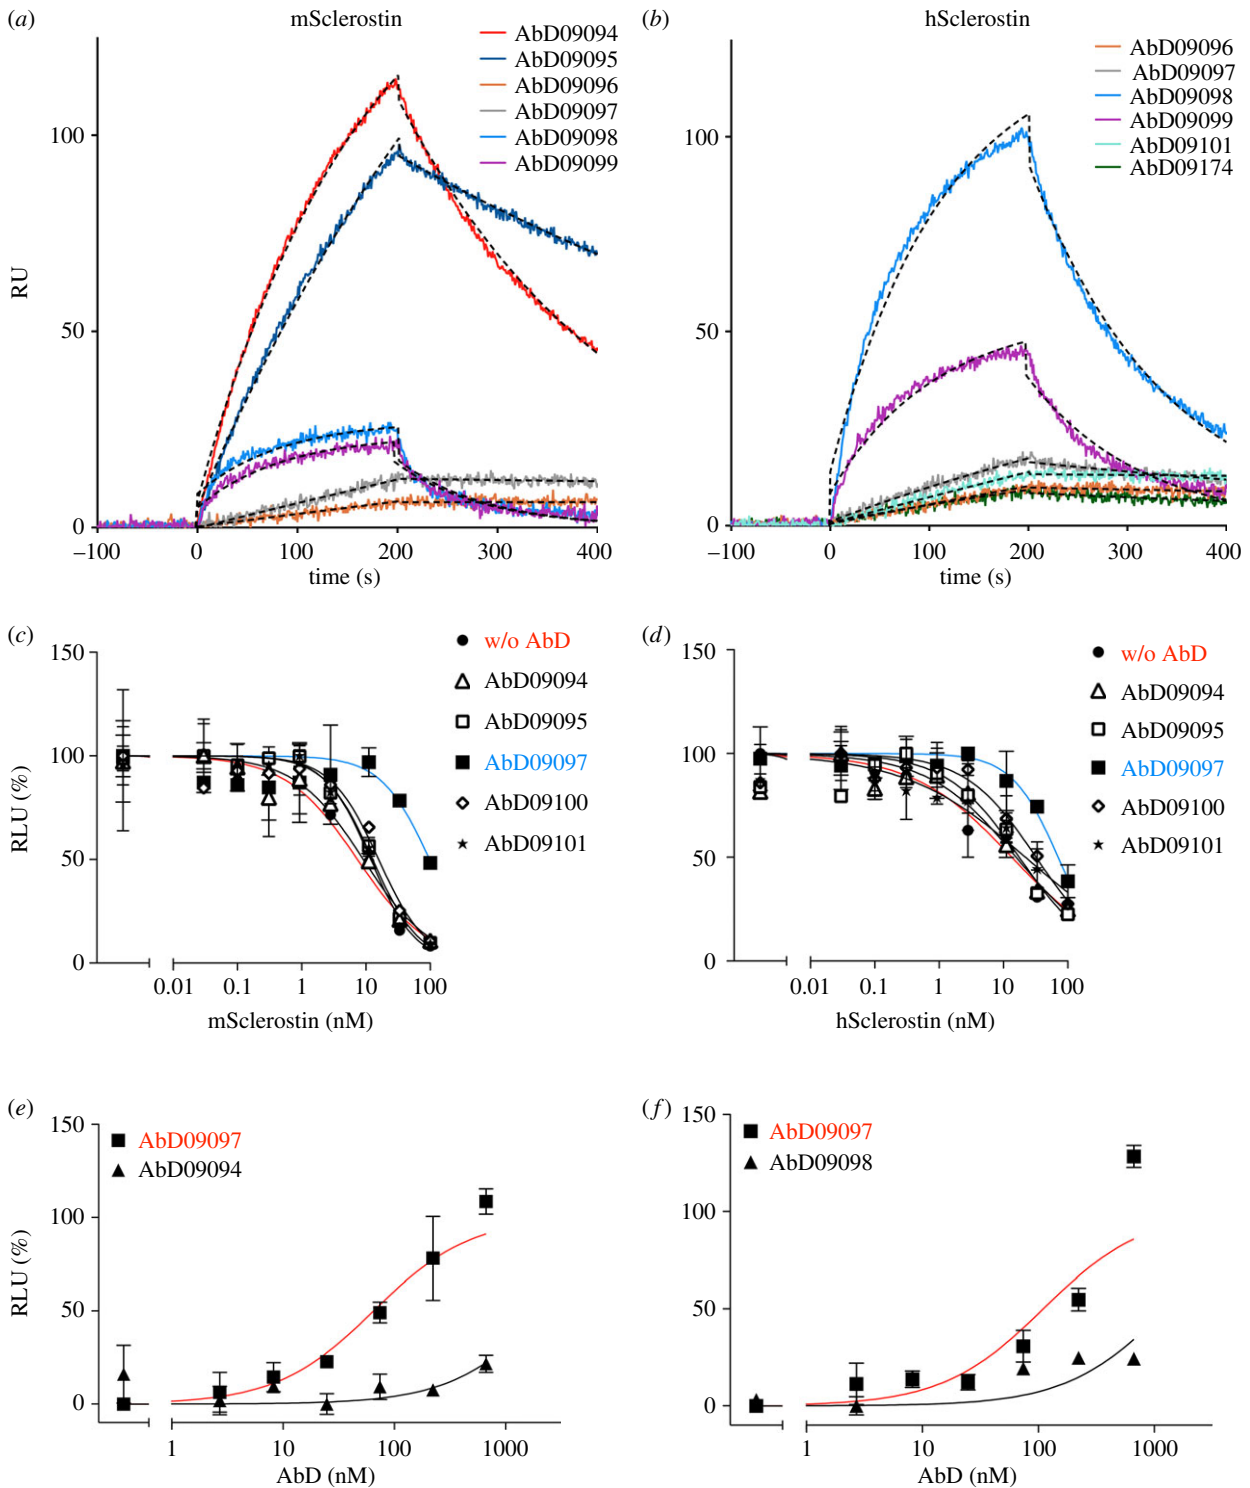 (a)
mSclerostin
AbD09094
AbD09095
AbD09096
AbD09097
AbD09098
AbD09099
100
50
0
RU
–100
0
100
200
300
400
time (s)
(b)
hSclerostin
AbD09096
AbD09097
AbD09098
AbD09099
AbD09101
AbD09174
100
50
0
–100
0
100
200
300
400
time (s)
(c)
150
100
50
0
RLU (%)
w/o AbD
AbD09094
AbD09095
AbD09097
AbD09100
AbD09101
0.01
0.1
1
10
100
mSclerostin (nM)
(d)
150
100
50
0
w/o AbD
AbD09094
AbD09095
AbD09097
AbD09100
AbD09101
0.01
0.1
1
10
100
hSclerostin (nM)
(e)
150
100
50
0
RLU (%)
AbD09097
AbD09094
1
10
100
1000
AbD (nM)
(f)
150
100
50
0
AbD09097
AbD09098
1
10
100
1000
AbD (nM)